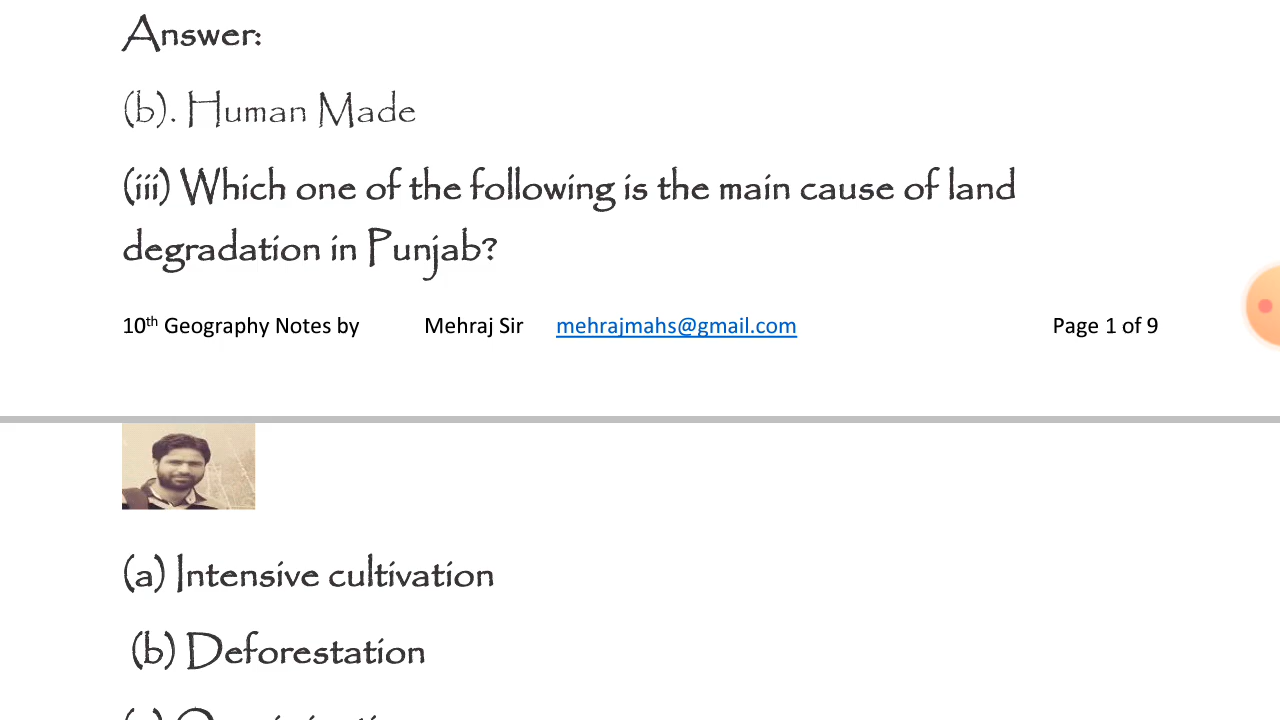 Answer:
(b). Human Made
(iii) Which one of the following is the main cause of land
degradation in Punjab?
10th Geography Notes by Mehraj Sir mehrajmahs@gmail.com Page 1 of 9
(a) Intensive cultivation
(b) Deforestation